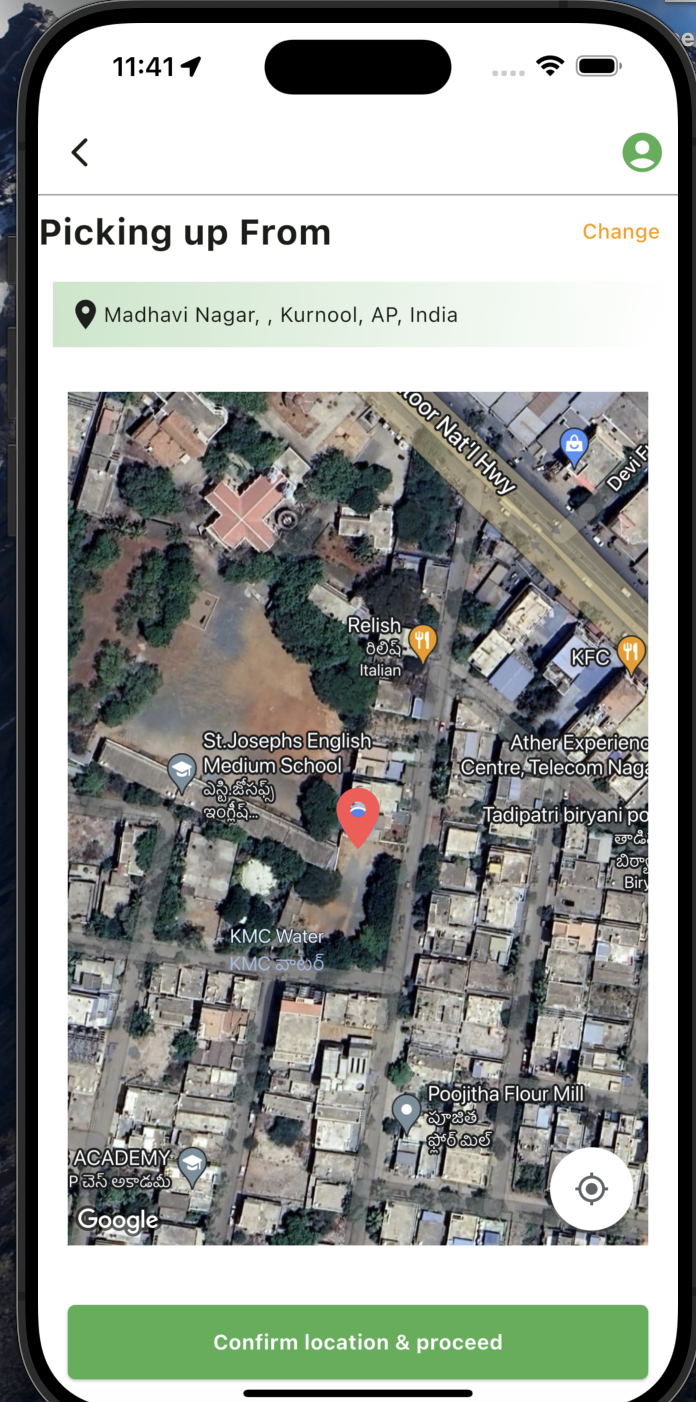 11:41
Picking up From
Change
Madhavi Nagar, , Kurnool, AP, India
toor Nat'l Hwy
Devi F
Relish
రిలిష్
Italian
KFC
St.Josephs English
Medium School
ఎస్టి.జోసఫ్స్
ఇంగ్లీష్...
Ather Experienc
Centre, Telecom Naga
Tadipatri biryani po
తాడి
బిర్యా
Biry
KMC Water
KMC వాటర్
Poojitha Flour Mill
పూజిత
ఫ్లోర్ మిల్
ACADEMY
P చెస్ అకాడమీ
Google
Confirm location & proceed